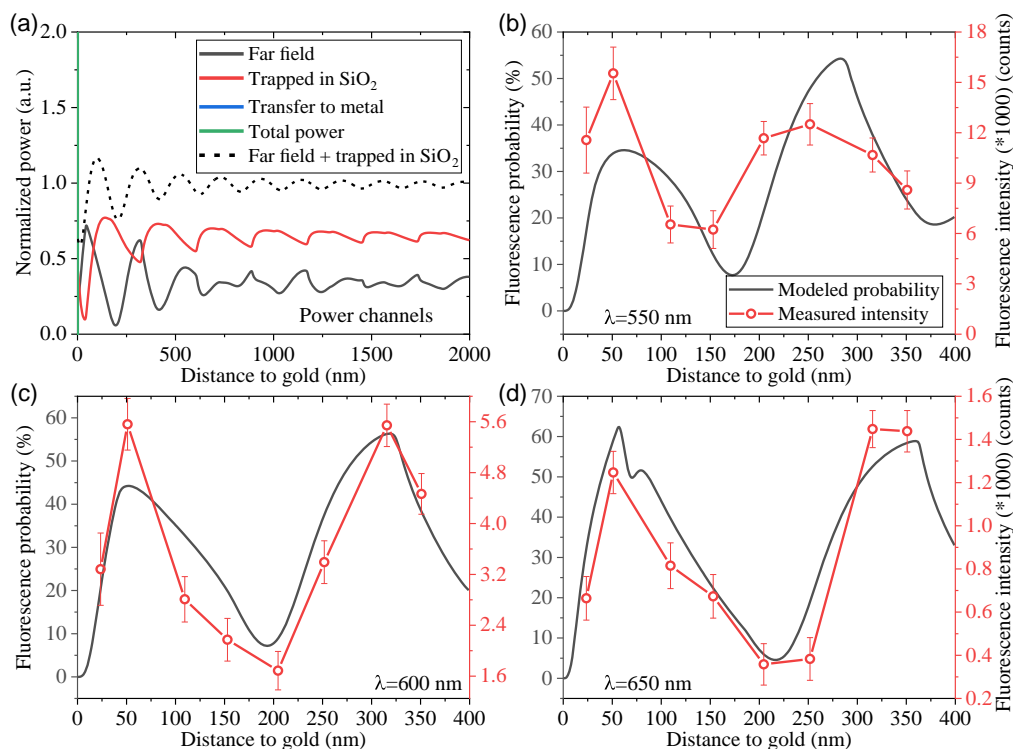 (a)
2.0
1.5
1.0
0.5
0.0
Normalized power (a.u.)
Far field
Trapped in SiO₂
Transfer to metal
Total power
Far field + trapped in SiO₂
Power channels
0 500 1000 1500 2000
Distance to gold (nm)
(b)
60
50
40
30
20
10
0
Fluorescence probability (%)
18
15
12
9
6
3
0
Fluorescence intensity (*1000) (counts)
Modeled probability
Measured intensity
λ=550 nm
0 50 100 150 200 250 300 350 400
Distance to gold (nm)
(c)
60
50
40
30
20
10
0
Fluorescence probability (%)
5.6
4.8
3.2
2.4
1.6
λ=600 nm
0 50 100 150 200 250 300 350 400
Distance to gold (nm)
(d)
70
60
50
40
30
20
10
0
Fluorescence probability (%)
1.6
1.4
1.2
1.0
0.8
0.6
0.4
0.2
Fluorescence intensity (*1000) (counts)
λ=650 nm
0 50 100 150 200 250 300 350 400
Distance to gold (nm)